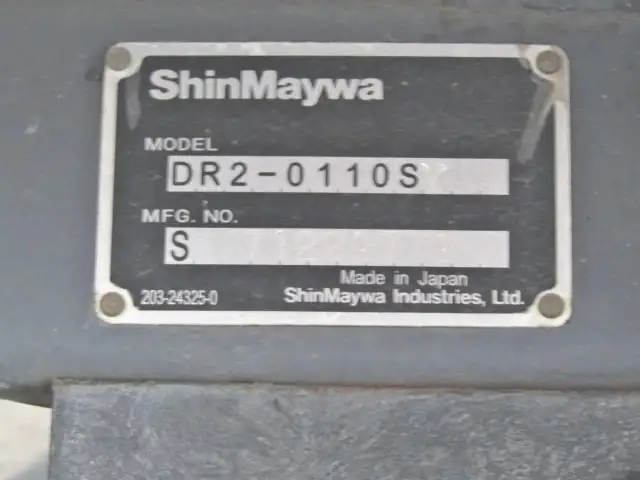 ShinMaywa
MODEL
DR2-0110S
MFG. NO.
S
Made in Japan
203-24325-0
ShinMaywa Industries, Ltd.